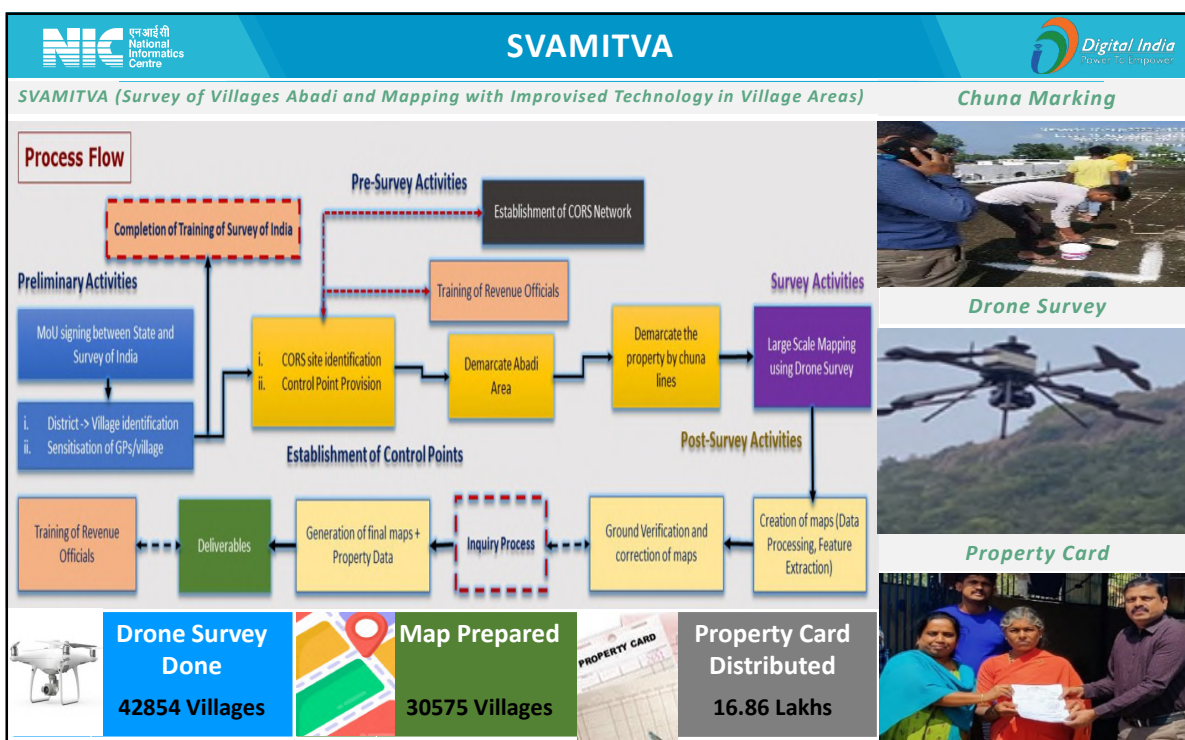 NIC
एनआईसी
National
Informatics
Centre
SVAMITVA
Digital India
Power To Empower
SVAMITVA (Survey of Villages Abadi and Mapping with Improvised Technology in Village Areas)
Chuna Marking
Process Flow
Pre-Survey Activities
Establishment of CORS Network
Completion of Training of Survey of India
Preliminary Activities
Training of Revenue Officials
Survey Activities
MoU signing between State and
Survey of India
i. CORS site identification
ii. Control Point Provision
Demarcate Abadi
Area
Demarcate the
property by chuna
lines
Large Scale Mapping
using Drone Survey
Drone Survey
i. District -> Village identification
ii. Sensitisation of GPs/village
Establishment of Control Points
Post-Survey Activities
Training of Revenue
Officials
Deliverables
Generation of final maps +
Property Data
Inquiry Process
Ground Verification and
correction of maps
Creation of maps (Data
Processing, Feature
Extraction)
Property Card
Drone Survey
Done
42854 Villages
Map Prepared
30575 Villages
PROPERTY CARD
Property Card
Distributed
16.86 Lakhs